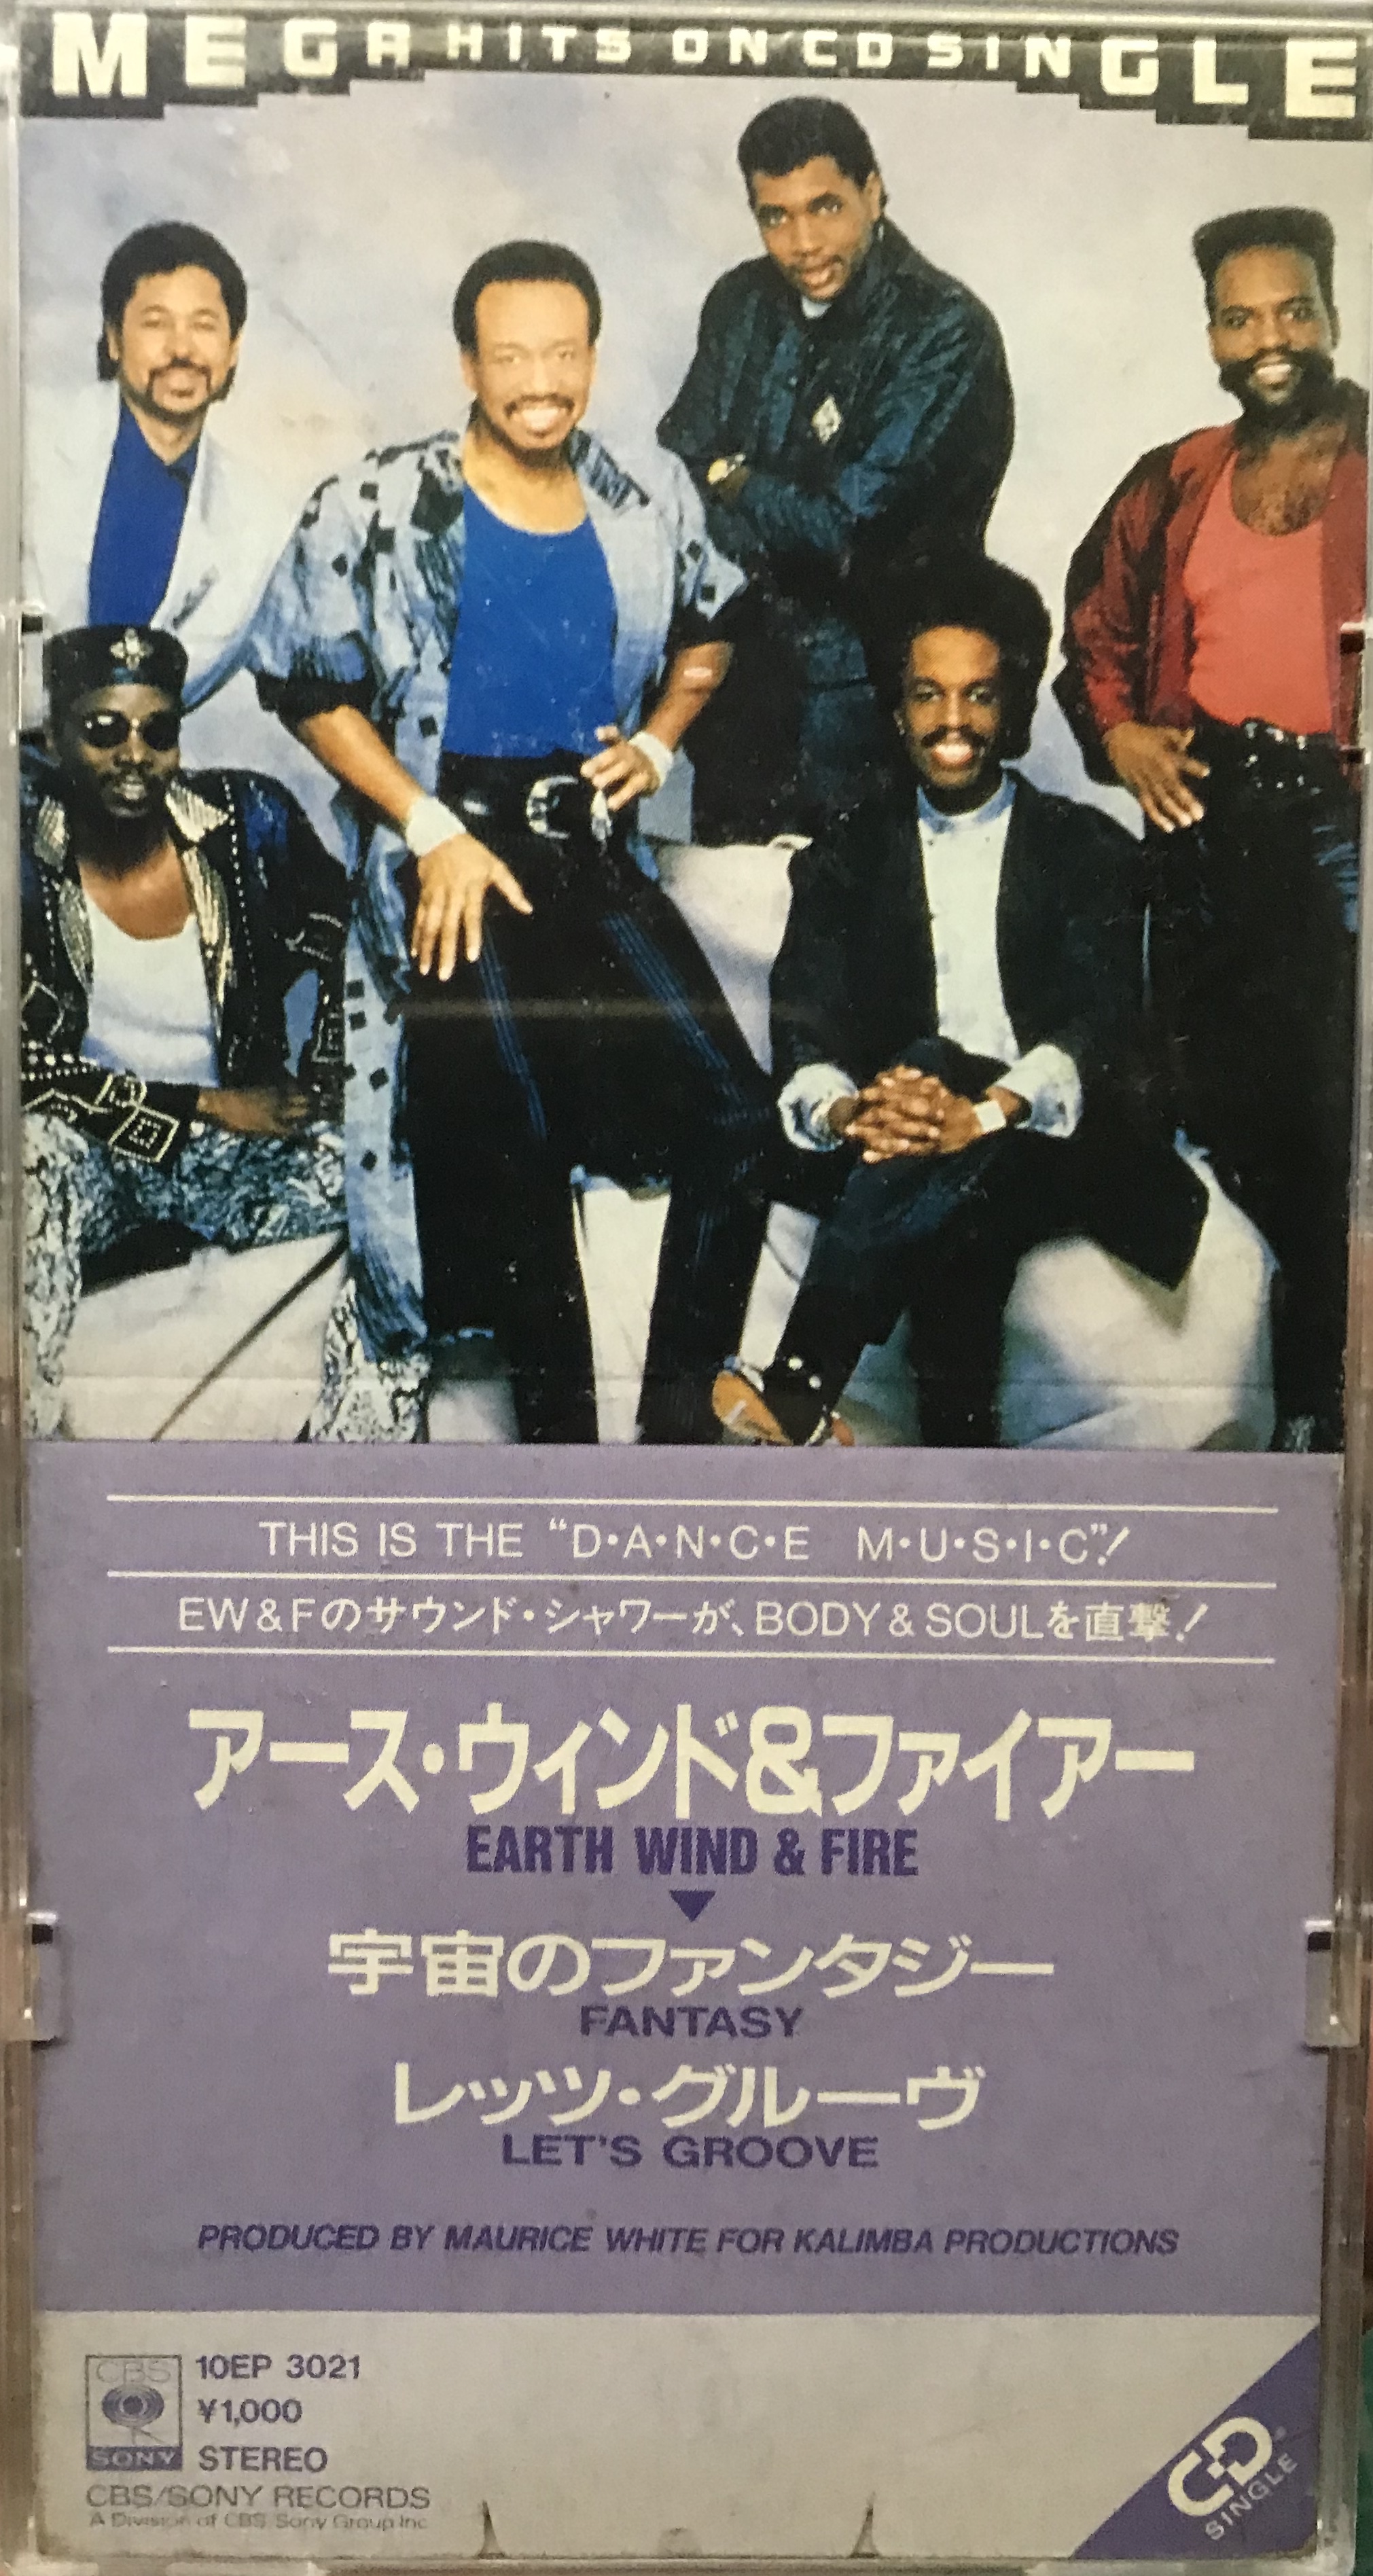 MEGA HITS ON CD SINGLE
THIS IS THE “D・A・N・C・E M・U・S・I・C”!
EW&Fのサウンド・シャワーが、BODY&SOULを直撃!
アース・ウィンド&ファイアー
EARTH WIND & FIRE
宇宙のファンタジー
FANTASY
レッツ・グルーヴ
LET'S GROOVE
PRODUCED BY MAURICE WHITE FOR KALIMBA PRODUCTIONS
CBS
SONY
10EP 3021
¥1,000
STEREO
CBS/SONY RECORDS
A Division of CBS/Sony Group Inc.
CD
SINGLE